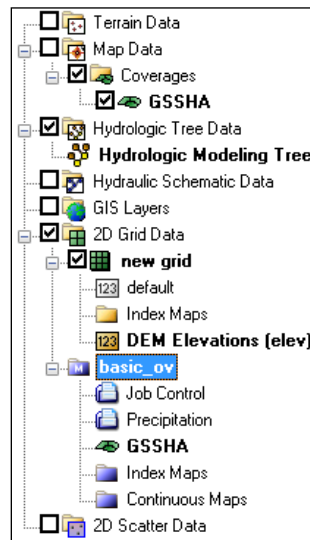 Terrain Data
Map Data
Coverages
GSSHA
Hydrologic Tree Data
Hydrologic Modeling Tree
Hydraulic Schematic Data
GIS Layers
2D Grid Data
new grid
123 default
Index Maps
123 DEM Elevations (elev)
M basic_ov
Job Control
Precipitation
GSSHA
Index Maps
Continuous Maps
2D Scatter Data